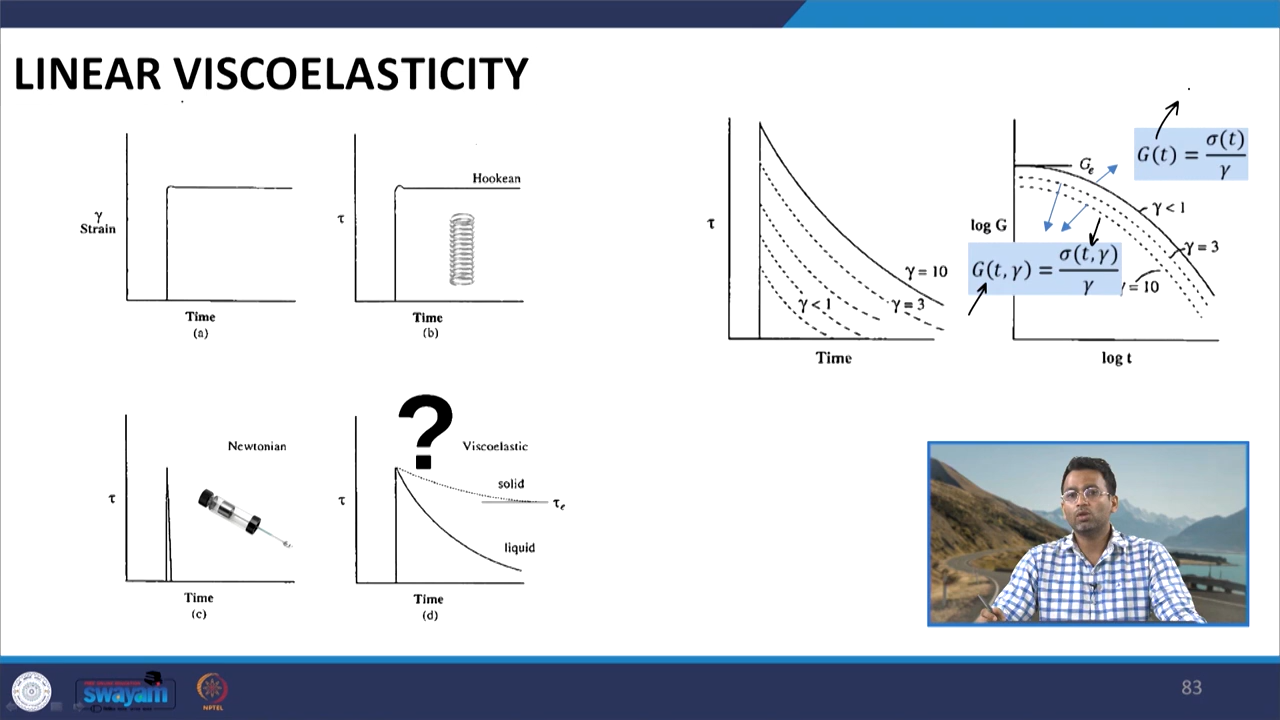 LINEAR VISCOELASTICITY
γ
Strain
Time
(a)
τ
Hookean
Time
(b)
τ
Newtonian
Time
(c)
τ
?
Viscoelastic
solid
τe
liquid
Time
(d)
τ
γ = 10
γ = 3
γ < 1
Time
log G
Ge
G(t) = σ(t)/γ
γ < 1
γ = 3
G(t, γ) = σ(t, γ)/γ
= 10
log t
swayam
NPTEL
83